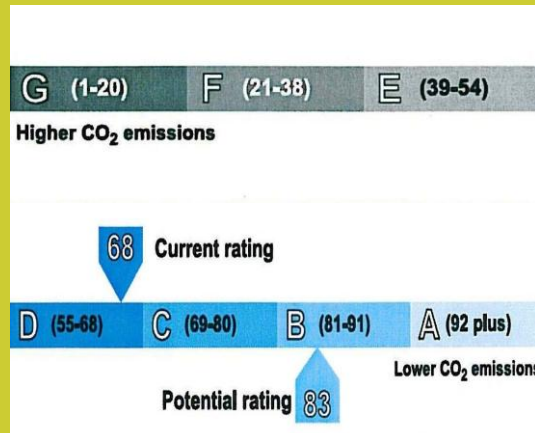 G (1-20) F (21-38) E (39-54)
Higher CO₂ emissions
68 Current rating
D (55-68) C (69-80) B (81-91) A (92 plus)
Lower CO₂ emissions
Potential rating 83